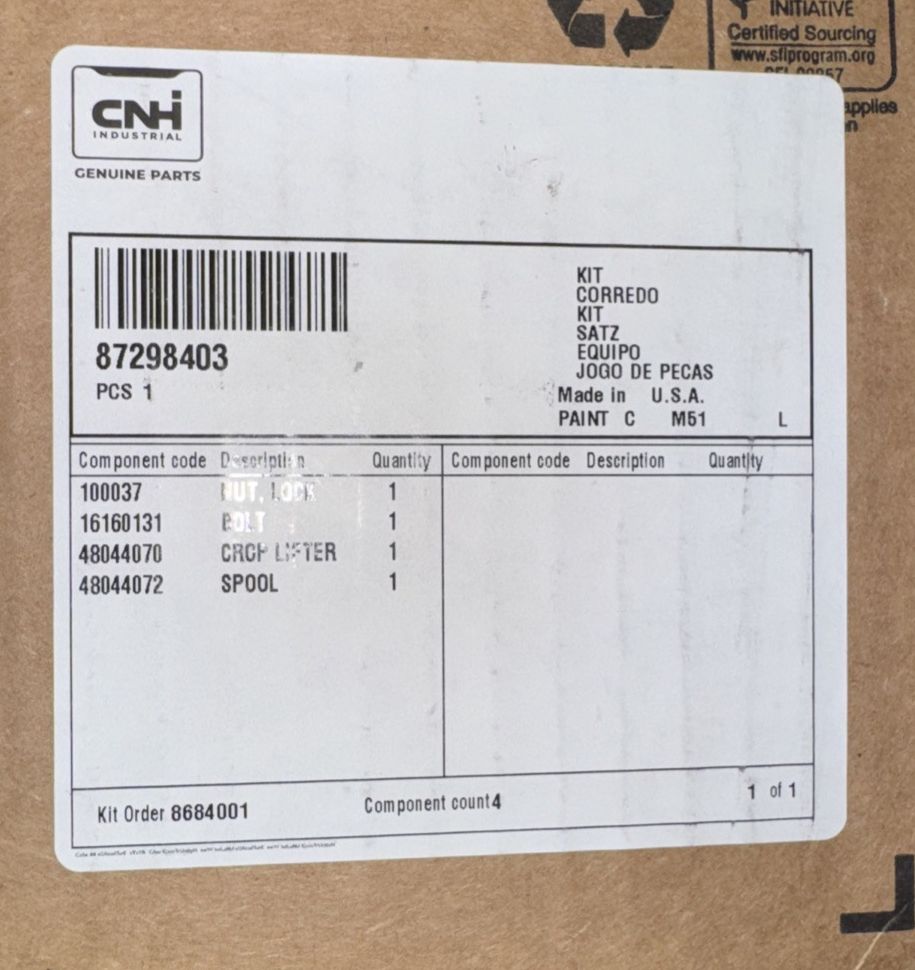 INITIATIVE
Certified Sourcing
www.sfiprogram.org
applies
CNH
INDUSTRIAL
GENUINE PARTS
87298403
PCS 1
KIT
CORREDO
KIT
SATZ
EQUIPO
JOGO DE PECAS
Made in U.S.A.
PAINT C M51 L
Component code Description Quantity Component code Description Quantity
100037 NUT, LOCK 1
16160131 BOLT 1
48044070 CROP LIFTER 1
48044072 SPOOL 1
Kit Order 8684001 Component count4 1 of 1